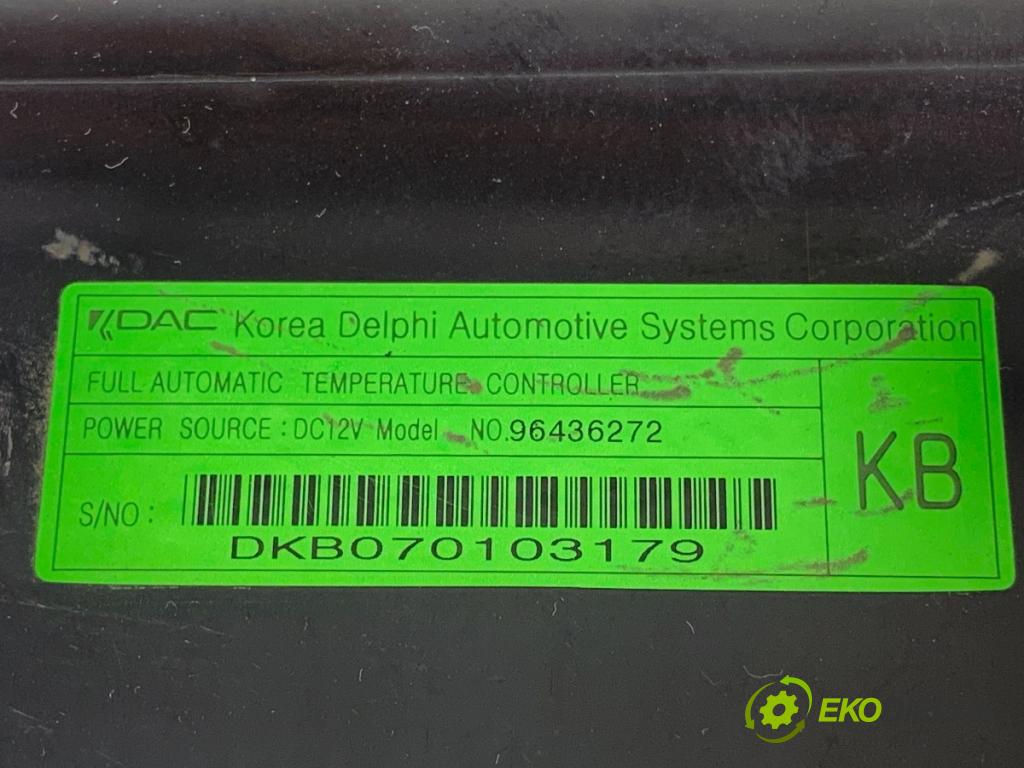 KDAC Korea Delphi Automotive Systems Corporation
FULL AUTOMATIC TEMPERATURE CONTROLLER
POWER SOURCE : DC12V Model NO.96436272
KB
S/NO :
DKB070103179
EKO